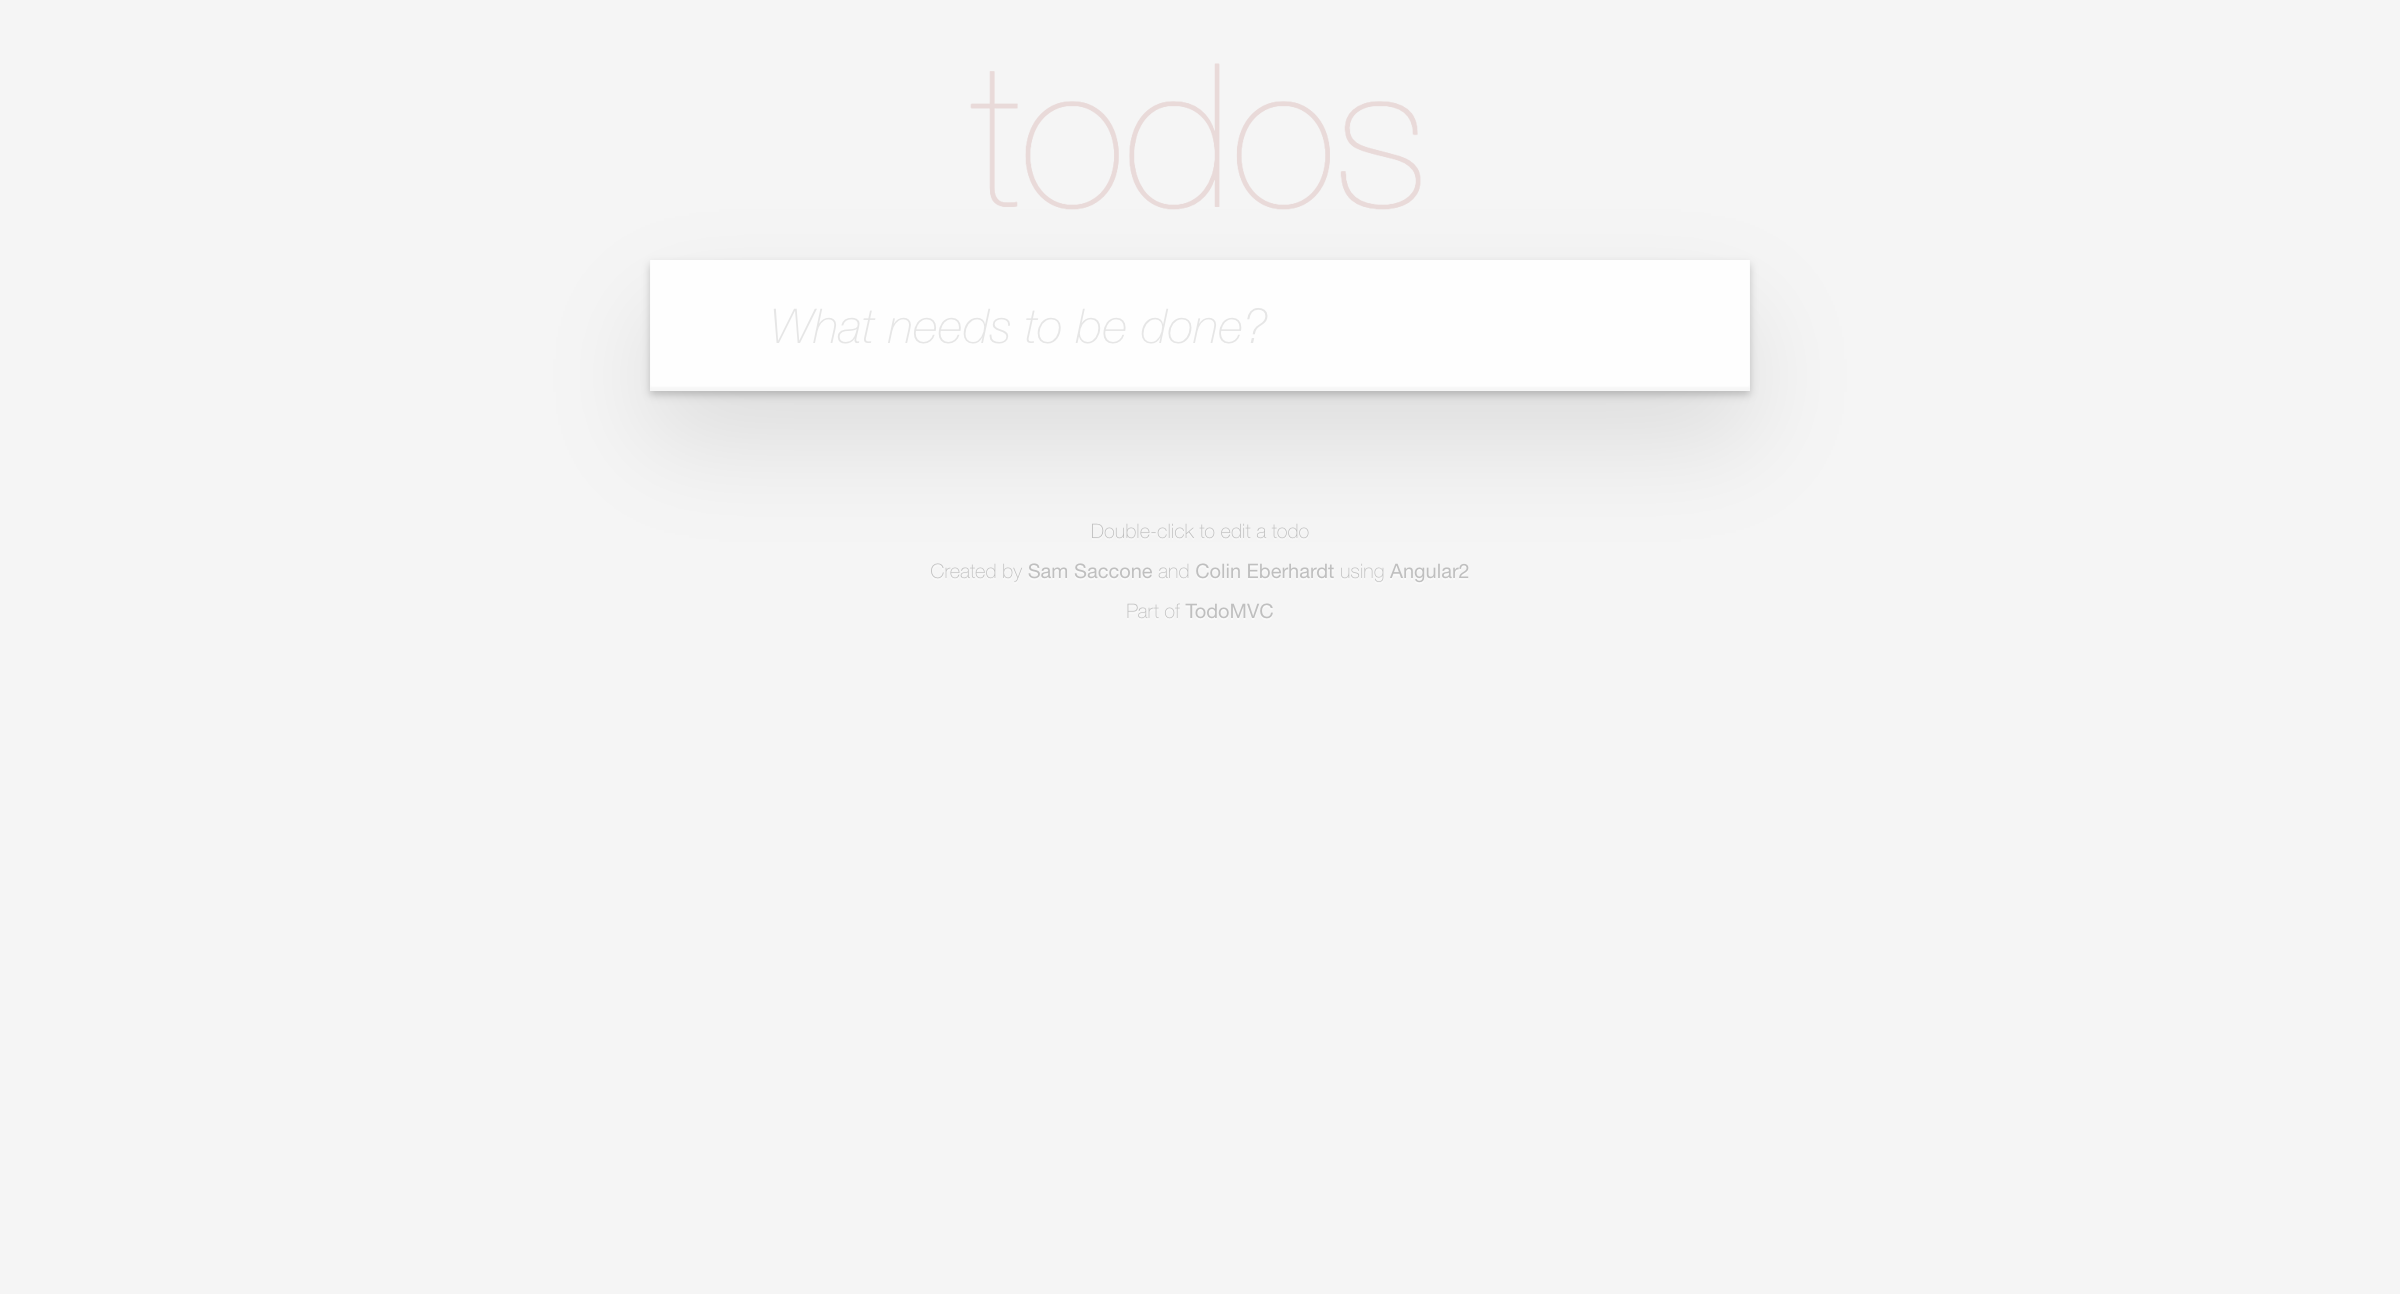 todos
What needs to be done?
Double-click to edit a todo
Created by Sam Saccone and Colin Eberhardt using Angular2
Part of TodoMVC